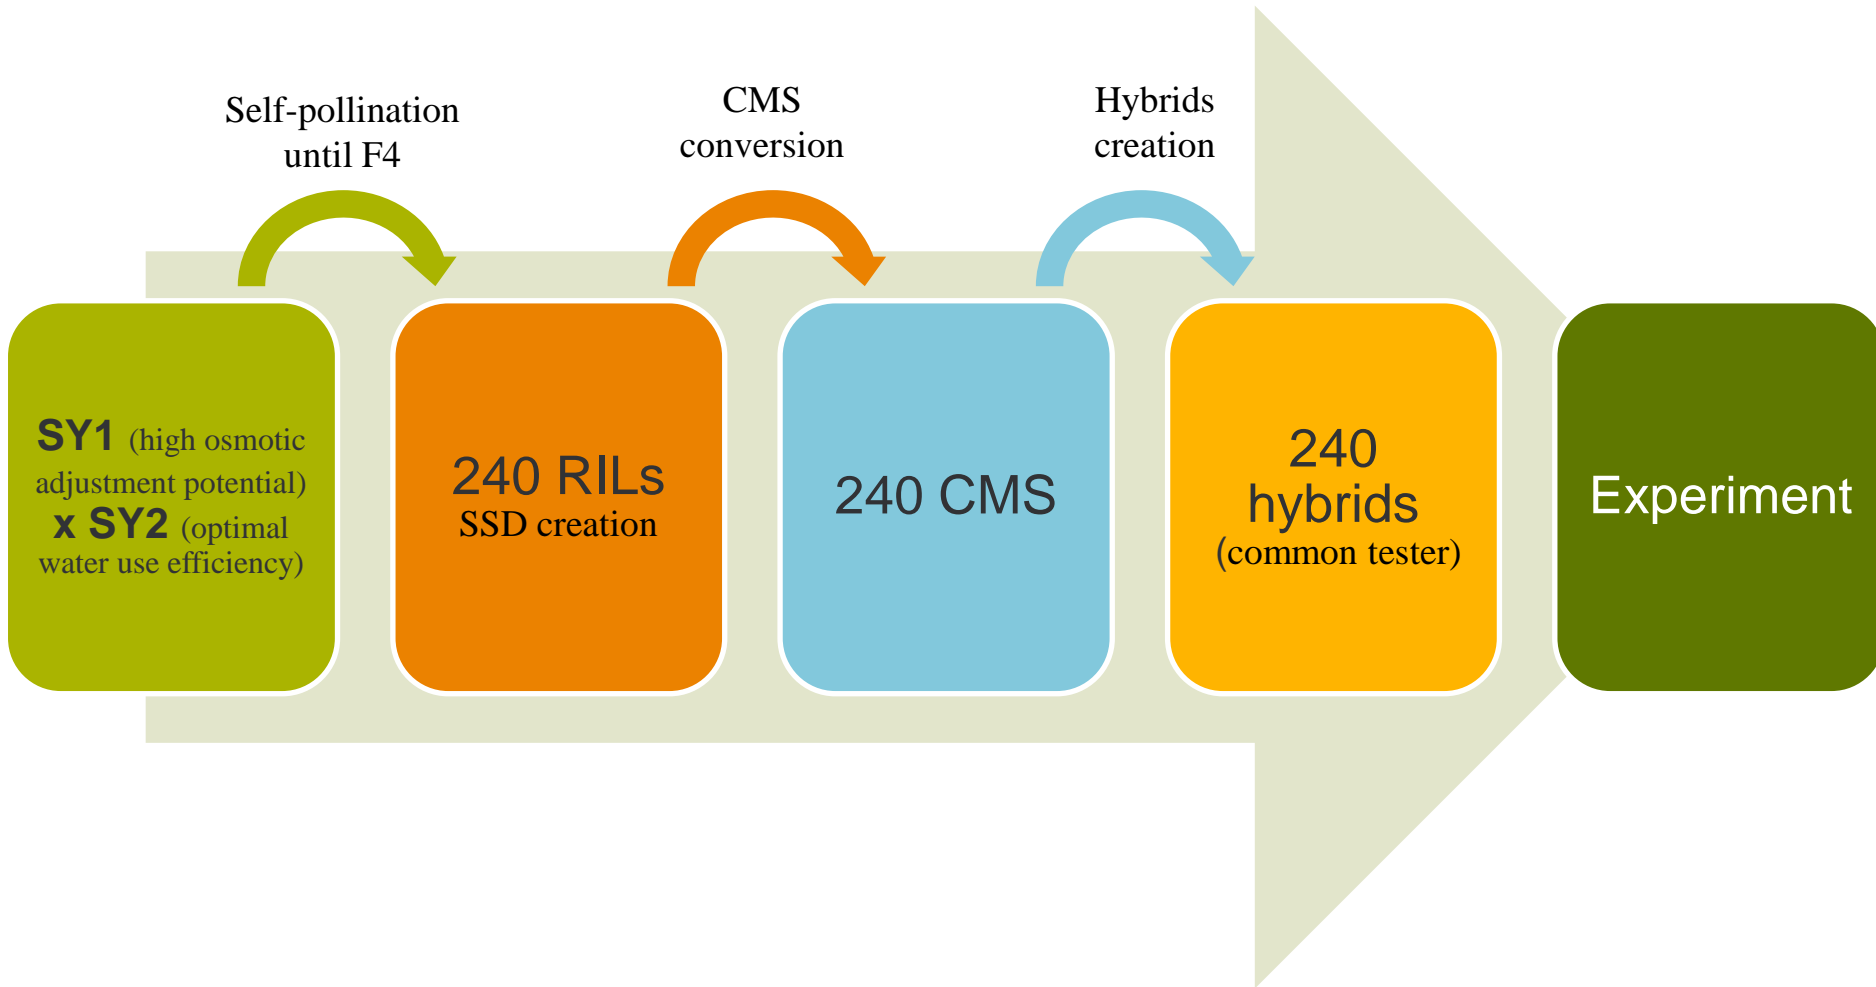 Self-pollination
until F4
CMS
conversion
Hybrids
creation
SY1 (high osmotic
adjustment potential)
x SY2 (optimal
water use efficiency)
240 RILs
SSD creation
240 CMS
240
hybrids
(common tester)
Experiment